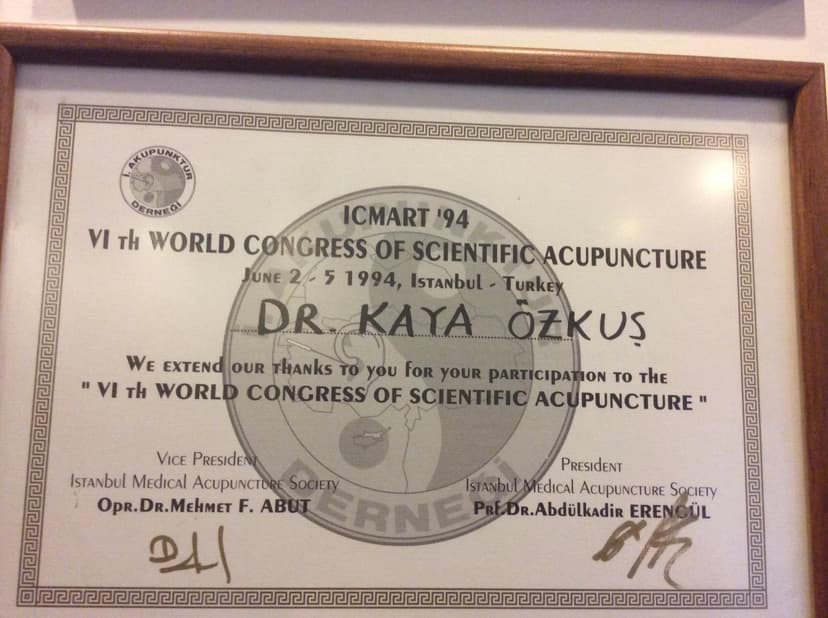 İ. AKUPUNKTUR
DERNEĞİ
ICMART '94
VI th WORLD CONGRESS OF SCIENTIFIC ACUPUNCTURE
JUNE 2 - 5 1994, ISTANBUL - TURKEY
DR. KAYA ÖZKUŞ
WE EXTEND OUR THANKS TO YOU FOR YOUR PARTICIPATION TO THE
" VI th WORLD CONGRESS OF SCIENTIFIC ACUPUNCTURE "
VICE PRESIDENT
ISTANBUL MEDICAL ACUPUNCTURE SOCIETY
OPR.DR.MEHMET F. ABUT
PRESIDENT
ISTANBUL MEDICAL ACUPUNCTURE SOCIETY
PRF.DR.ABDÜLKADİR ERENGÜL
DERNEĞİ